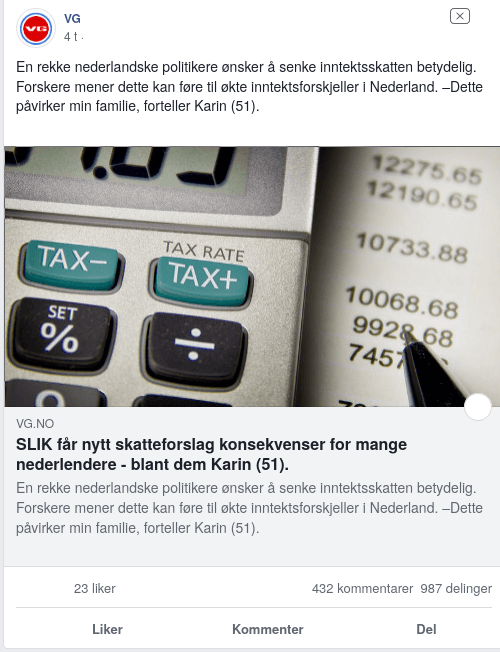 VG
4 t ·
En rekke nederlandske politikere ønsker å senke inntektsskatten betydelig.
Forskere mener dette kan føre til økte inntektsforskjeller i Nederland. –Dette
påvirker min familie, forteller Karin (51).
12275.65
12190.65
TAX RATE
10733.88
TAX–
TAX+
10068.68
SET
9928.68
%
÷
7457
VG.NO
SLIK får nytt skatteforslag konsekvenser for mange
nederlendere - blant dem Karin (51).
En rekke nederlandske politikere ønsker å senke inntektsskatten betydelig.
Forskere mener dette kan føre til økte inntektsforskjeller i Nederland. –Dette
påvirker min familie, forteller Karin (51).
23 liker
432 kommentarer 987 delinger
Liker
Kommenter
Del